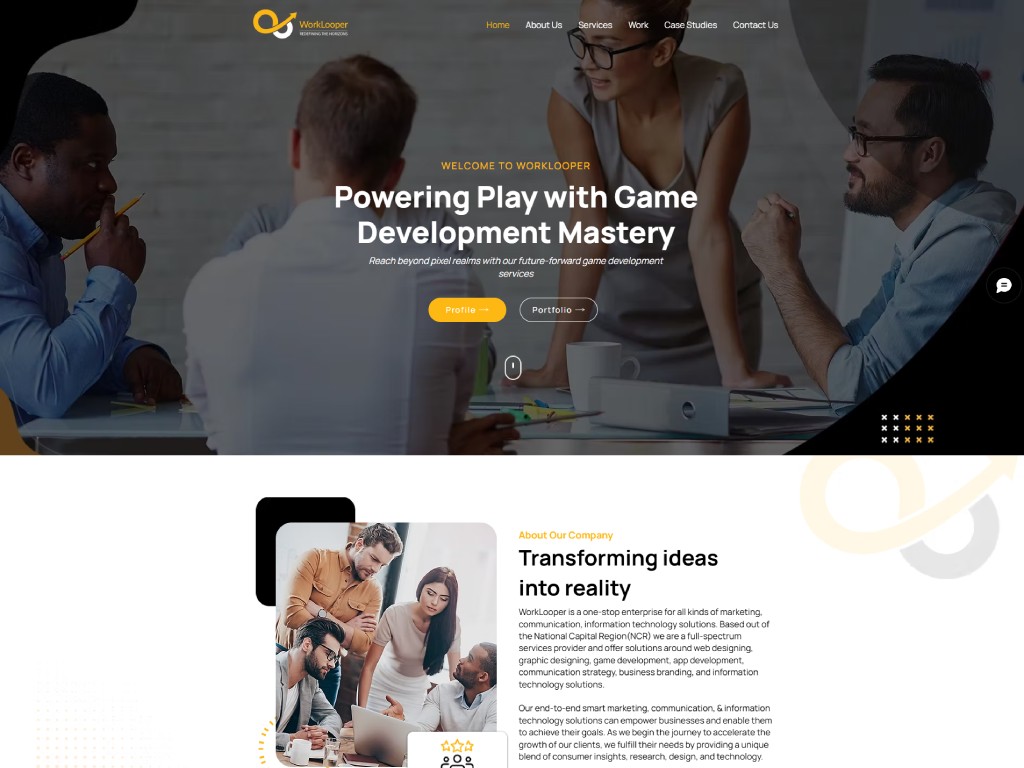 WorkLooper
REDEFINING THE HORIZONS
Home About Us Services Work Case Studies Contact Us
WELCOME TO WORKLOOPER
Powering Play with Game
Development Mastery
Reach beyond pixel realms with our future-forward game development
services
Profile →
Portfolio →
About Our Company
Transforming ideas
into reality
WorkLooper is a one-stop enterprise for all kinds of marketing,
communication, information technology solutions. Based out of
the National Capital Region(NCR) we are a full-spectrum
services provider and offer solutions around web designing,
graphic designing, game development, app development,
communication strategy, business branding, and information
technology solutions.
Our end-to-end smart marketing, communication, & information
technology solutions can empower businesses and enable them
to achieve their goals. As we begin the journey to accelerate the
growth of our clients, we fulfill their needs by providing a unique
blend of consumer insights, research, design, and technology.